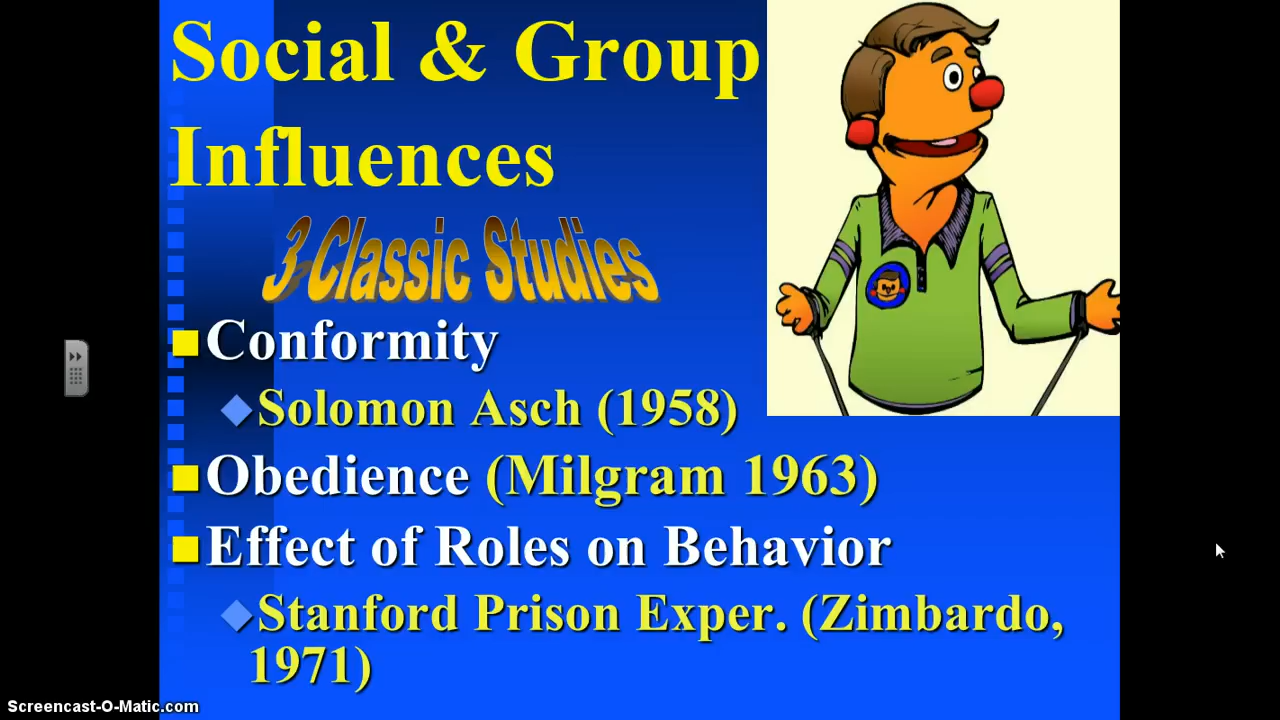 Social & Group
Influences
3 Classic Studies
Conformity
Solomon Asch (1958)
Obedience (Milgram 1963)
Effect of Roles on Behavior
Stanford Prison Exper. (Zimbardo,
1971)
Screencast-O-Matic.com